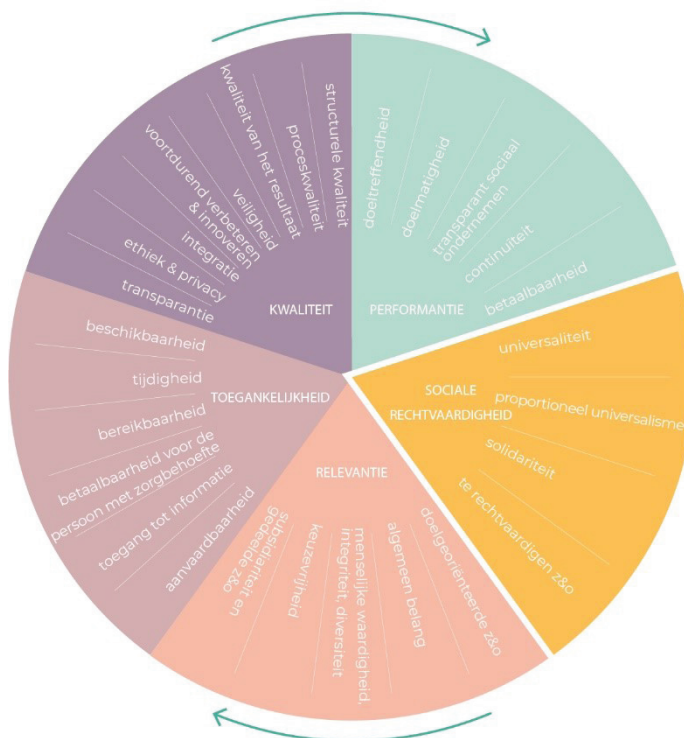 KWALITEIT
structurele kwaliteit
proceskwaliteit
kwaliteit van het resultaat
veiligheid
voortdurend verbeteren
& innoveren
integratie
ethiek & privacy
transparantie
PERFORMANTIE
doeltreffendheid
doelmatigheid
transparant sociaal
ondernemen
continuïteit
betaalbaarheid
SOCIALE
RECHTVAARDIGHEID
universaliteit
proportioneel universalisme
solidariteit
te rechtvaardigen z&o
RELEVANTIE
doelgeoriënteerde z&o
algemeen belang
menselijke waardigheid,
integriteit, diversiteit
keuzevrijheid
subsidiariteit en
gedeelde z&o
TOEGANKELIJKHEID
beschikbaarheid
tijdigheid
bereikbaarheid
betaalbaarheid voor de
persoon met zorgbehoefte
toegang tot informatie
aanvaardbaarheid